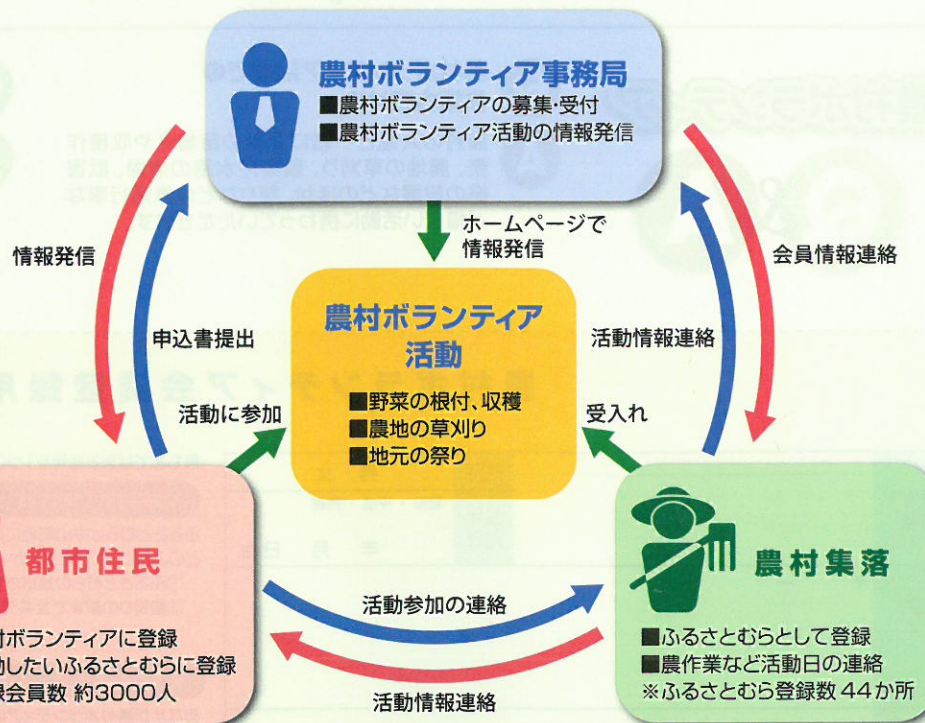 農村ボランティア事務局
■農村ボランティアの募集・受付
■農村ボランティア活動の情報発信
ホームページで
情報発信
情報発信
会員情報連絡
申込書提出
活動情報連絡
農村ボランティア
活動
■野菜の根付、収穫
■農地の草刈り
■地元の祭り
活動に参加
受入れ
都市住民
ボランティアに登録
したいふるさとむらに登録
会員数 約3000人
活動参加の連絡
活動情報連絡
農村集落
■ふるさとむらとして登録
■農作業など活動日の連絡
※ふるさとむら登録数 44か所